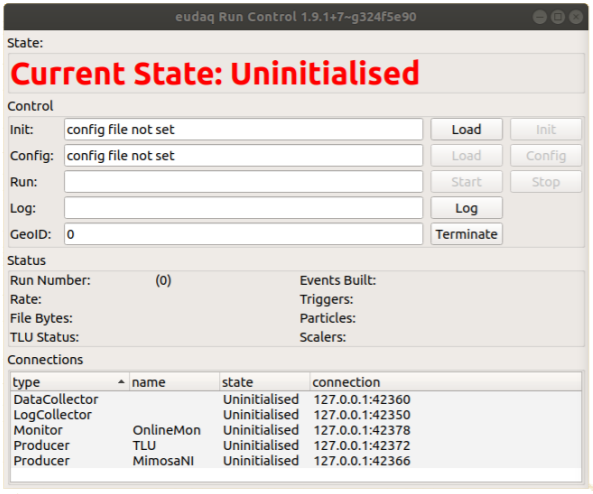 eudaq Run Control 1.9.1+7~g324f5e90
State:
Current State: Uninitialised
Control
Init: config file not set Load Init
Config: config file not set Load Config
Run: Start Stop
Log: Log
GeoID: 0 Terminate
Status
Run Number: (0) Events Built:
Rate: Triggers:
File Bytes: Particles:
TLU Status: Scalers:
Connections
type name state connection
DataCollector Uninitialised 127.0.0.1:42360
LogCollector Uninitialised 127.0.0.1:42350
Monitor OnlineMon Uninitialised 127.0.0.1:42378
Producer TLU Uninitialised 127.0.0.1:42372
Producer MimosaNI Uninitialised 127.0.0.1:42366